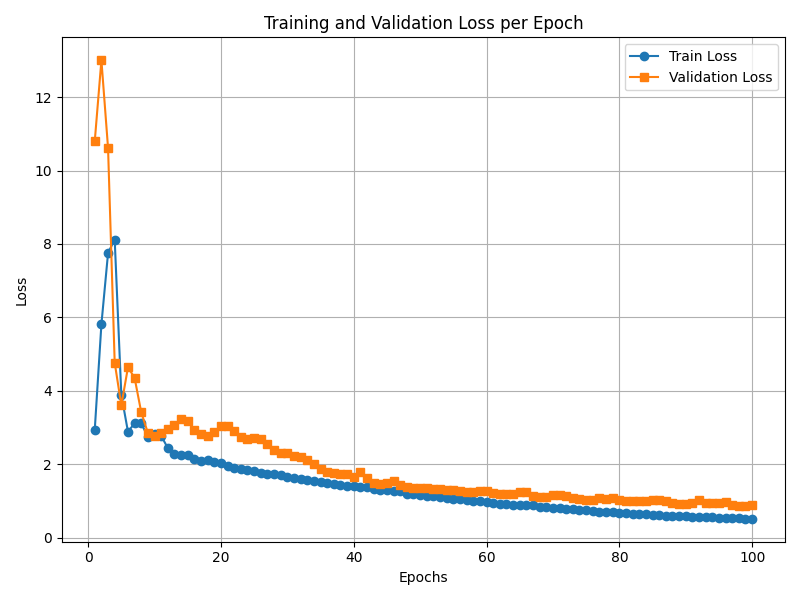 Training and Validation Loss per Epoch
Train Loss
Validation Loss
12
10
8
6
4
2
0
Loss
0 20 40 60 80 100
Epochs